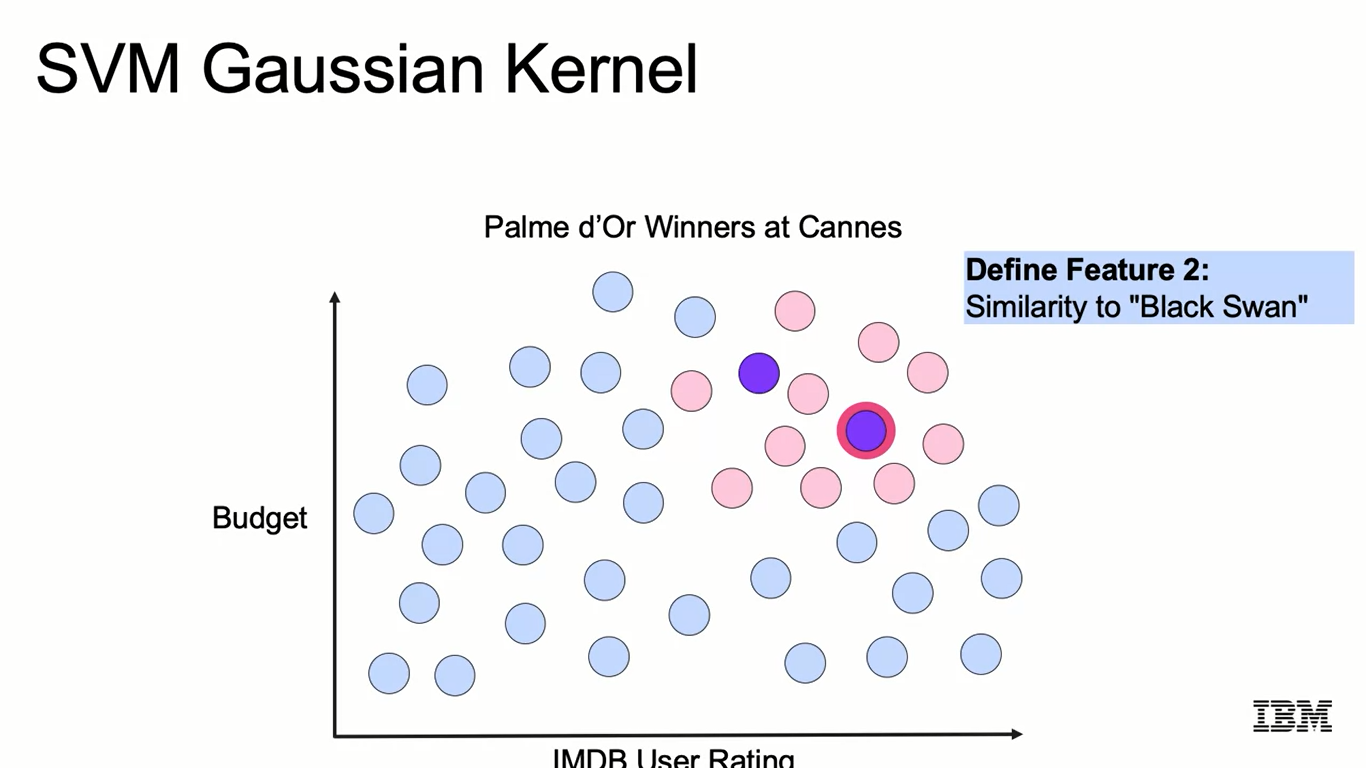 SVM Gaussian Kernel
Palme d’Or Winners at Cannes
Define Feature 2:
Similarity to "Black Swan"
Budget
IBM
IMDB User Rating